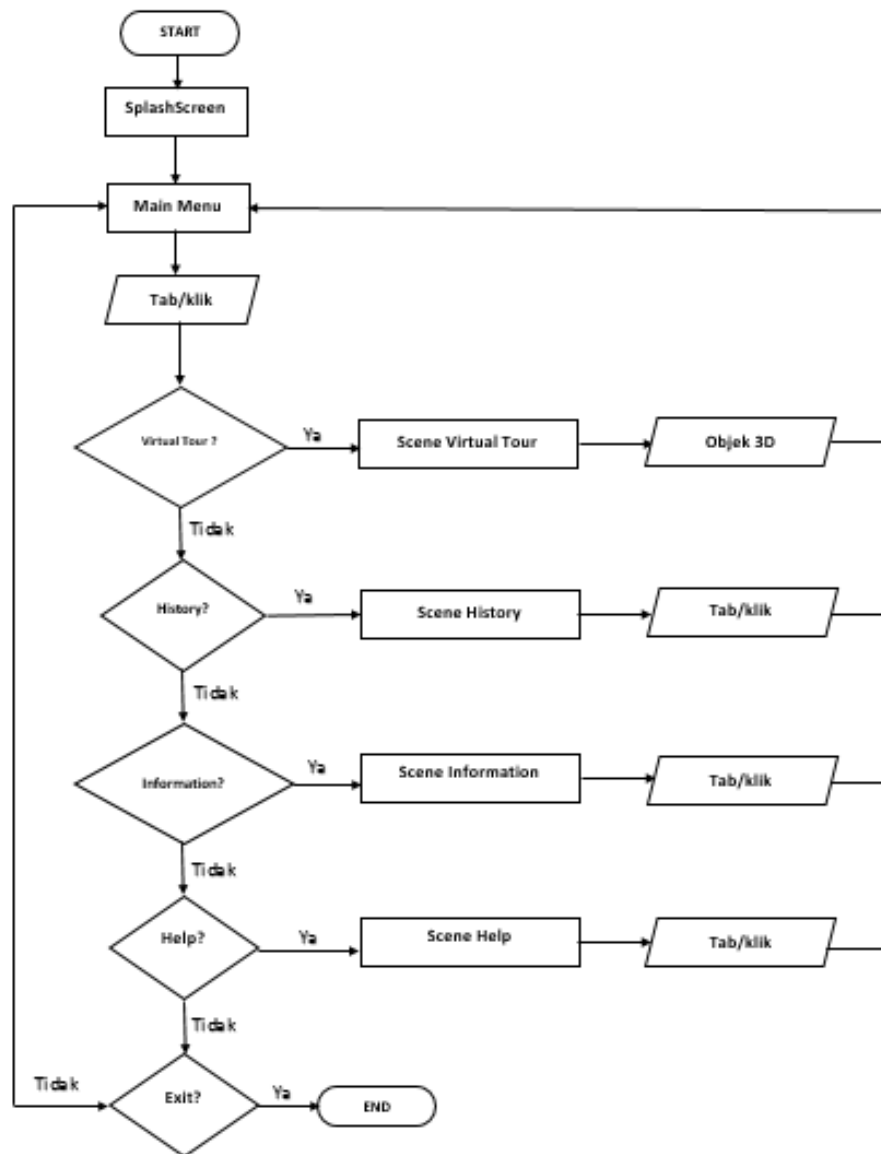 START
SplashScreen
Main Menu
Tab/klik
Virtual Tour ?
Ya
Scene Virtual Tour
Objek 3D
Tidak
History?
Ya
Scene History
Tab/klik
Tidak
Information?
Ya
Scene Information
Tab/klik
Tidak
Help?
Ya
Scene Help
Tab/klik
Tidak
Tidak
Exit?
Ya
END